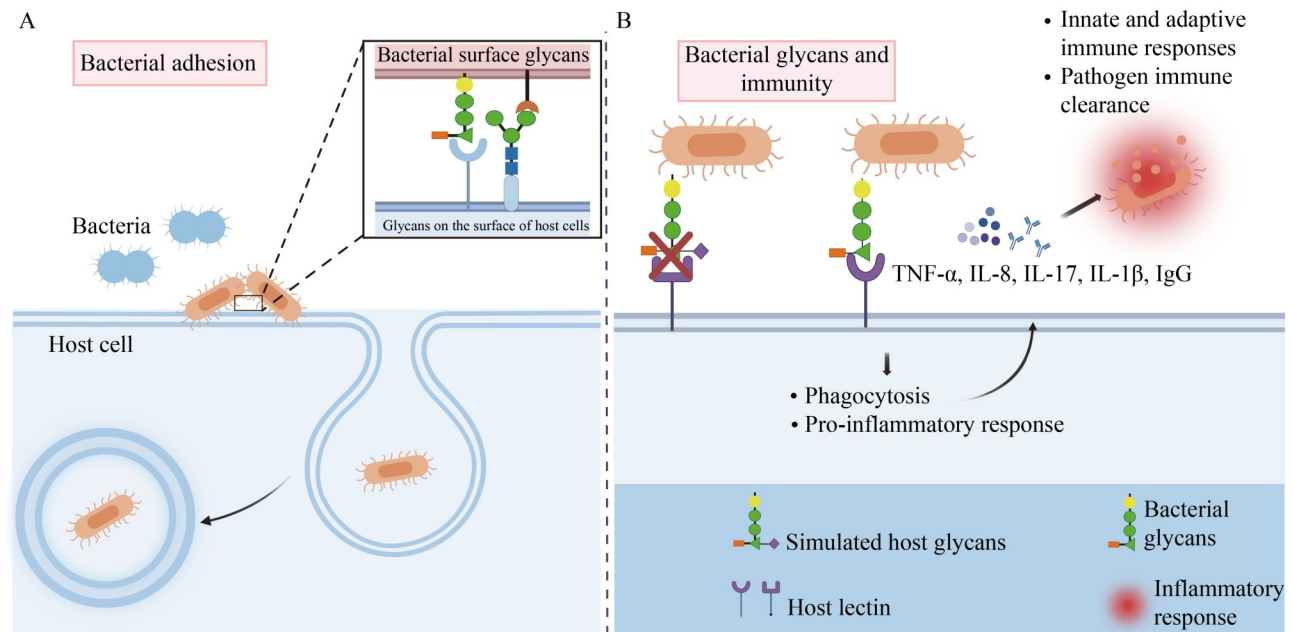 A
Bacterial adhesion
Bacterial surface glycans
Glycans on the surface of host cells
Bacteria
Host cell
B
Bacterial glycans and
immunity
• Innate and adaptive
immune responses
• Pathogen immune
clearance
TNF-α, IL-8, IL-17, IL-1β, IgG
• Phagocytosis
• Pro-inflammatory response
Simulated host glycans
Bacterial
glycans
Host lectin
Inflammatory
response